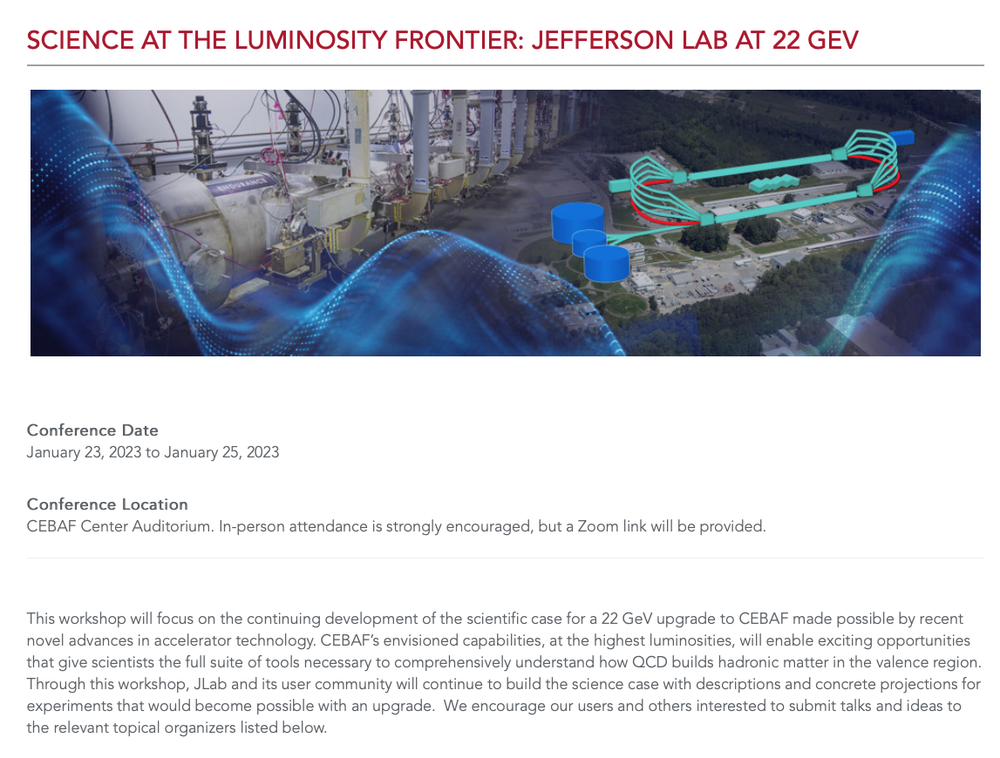 SCIENCE AT THE LUMINOSITY FRONTIER: JEFFERSON LAB AT 22 GEV
ENDURANCE
Conference Date
January 23, 2023 to January 25, 2023
Conference Location
CEBAF Center Auditorium. In-person attendance is strongly encouraged, but a Zoom link will be provided.
This workshop will focus on the continuing development of the scientific case for a 22 GeV upgrade to CEBAF made possible by recent
novel advances in accelerator technology. CEBAF’s envisioned capabilities, at the highest luminosities, will enable exciting opportunities
that give scientists the full suite of tools necessary to comprehensively understand how QCD builds hadronic matter in the valence region.
Through this workshop, JLab and its user community will continue to build the science case with descriptions and concrete projections for
experiments that would become possible with an upgrade.  We encourage our users and others interested to submit talks and ideas to
the relevant topical organizers listed below.